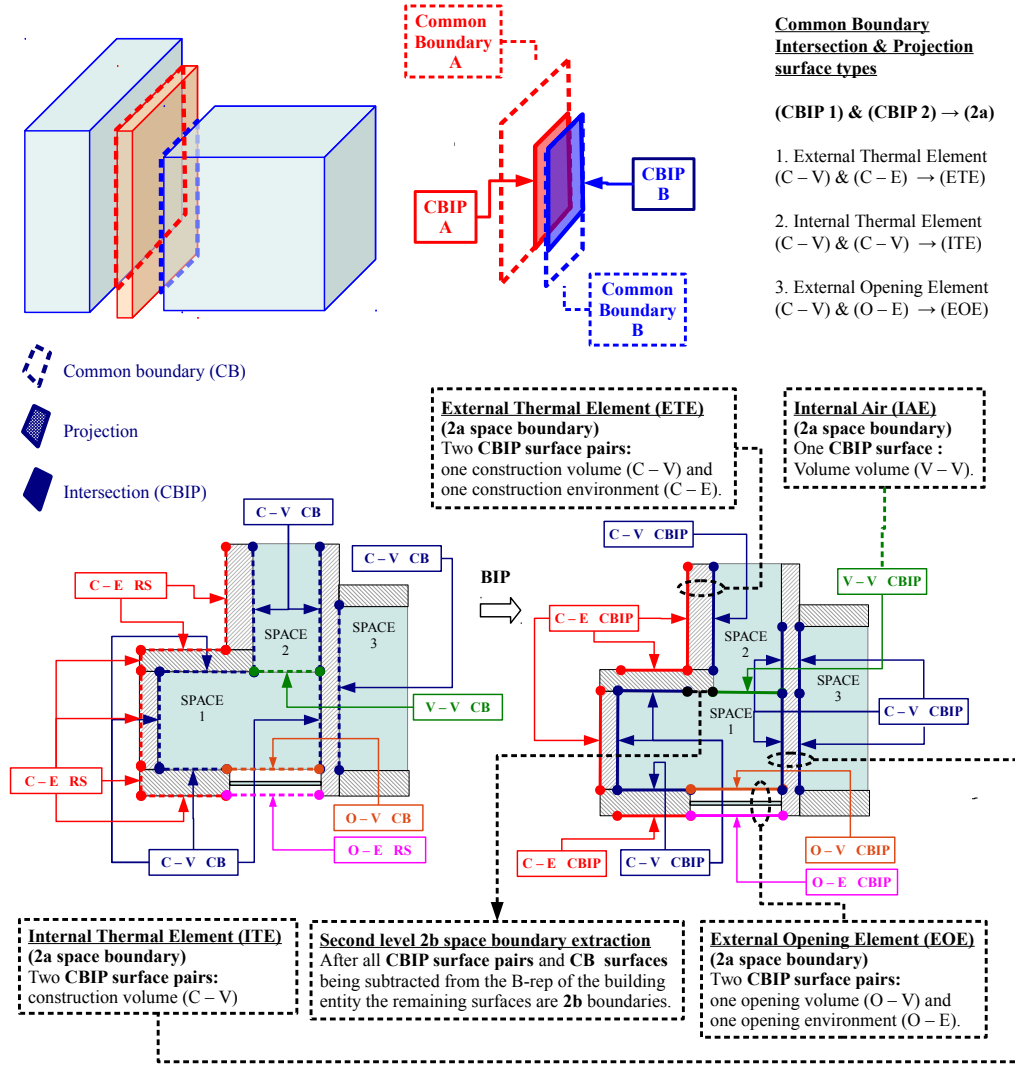 Common
Boundary
A
CBIP
A
CBIP
B
Common
Boundary
B
Common Boundary
Intersection & Projection
surface types
(CBIP 1) & (CBIP 2) → (2a)
1. External Thermal Element
(C – V) & (C – E) → (ETE)
2. Internal Thermal Element
(C – V) & (C – V) → (ITE)
3. External Opening Element
(C – V) & (O – E) → (EOE)
Common boundary (CB)
Projection
Intersection (CBIP)
External Thermal Element (ETE)
(2a space boundary)
Two CBIP surface pairs:
one construction volume (C – V) and
one construction environment (C – E).
Internal Air (IAE)
(2a space boundary)
One CBIP surface :
Volume volume (V – V).
C – V CB
C – V CB
C – E RS
SPACE
2
SPACE
3
SPACE
1
V – V CB
C – E RS
O – V CB
C – V CB
O – E RS
BIP
C – V CBIP
V – V CBIP
C – E CBIP
SPACE
2
SPACE
3
SPACE
1
C – V CBIP
O – V CBIP
C – E CBIP
C – V CBIP
O – E CBIP
Internal Thermal Element (ITE)
(2a space boundary)
Two CBIP surface pairs:
construction volume (C – V)
Second level 2b space boundary extraction
After all CBIP surface pairs and CB surfaces
being subtracted from the B-rep of the building
entity the remaining surfaces are 2b boundaries.
External Opening Element (EOE)
(2a space boundary)
Two CBIP surface pairs:
one opening volume (O – V) and
one opening environment (O – E).